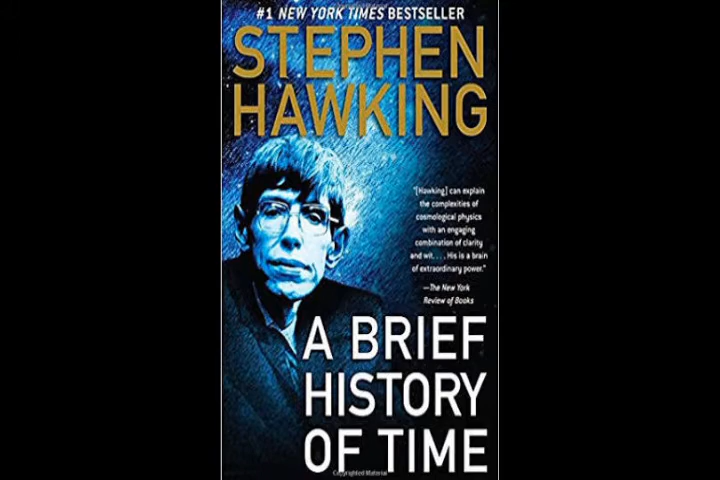 #1 NEW YORK TIMES BESTSELLER
STEPHEN
HAWKING
"[Hawking] can explain
the complexities of
cosmological physics
with an engaging
combination of clarity
and wit. . . . His is a brain
of extraordinary power."
—The New York
Review of Books
A BRIEF
HISTORY
OF TIME
Copyrighted Material